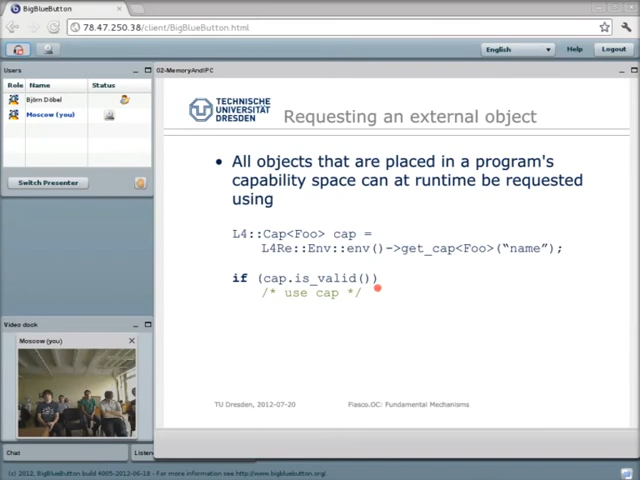 BigBlueButton
78.47.250.38/client/BigBlueButton.html
English
Help
Logout
Users
Role Name Status
Björn Döbel
Moscow (you)
Switch Presenter
Video dock
Moscow (you)
Chat
Listen
02-MemoryAndIPC
TECHNISCHE
UNIVERSITÄT
DRESDEN
Requesting an external object
• All objects that are placed in a program's
capability space can at runtime be requested
using
L4::Cap<Foo> cap =
L4Re::Env::env()->get_cap<Foo>(“name”);
if (cap.is_valid())
/* use cap */
TU Dresden, 2012-07-20
Fiasco.OC: Fundamental Mechanisms
(c) 2012, BigBlueButton build 4005-2012-06-18 - For more information see http://www.bigbluebutton.org/.